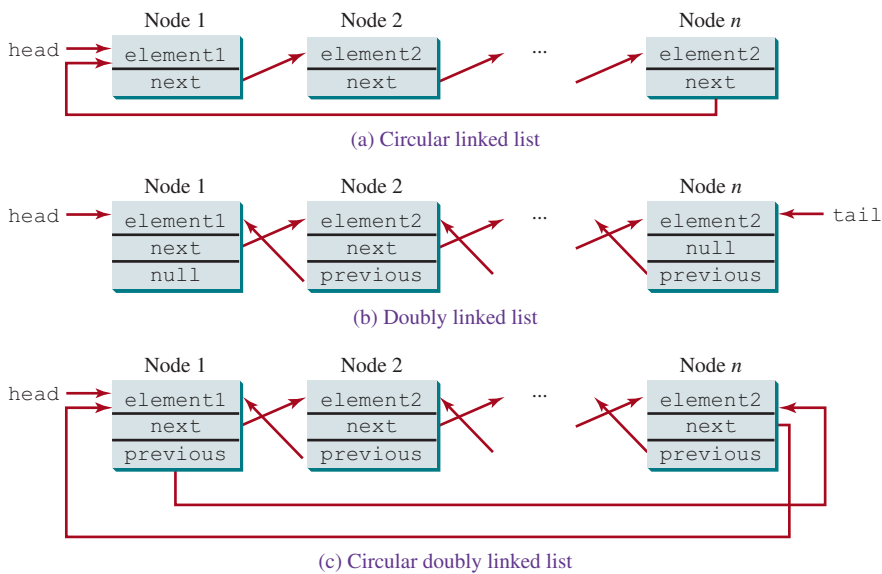 Node 1 Node 2 Node n
head element1 element2 ... element2
next next next
(a) Circular linked list
Node 1 Node 2 Node n
head element1 element2 ... element2 tail
next next null
null previous previous
(b) Doubly linked list
Node 1 Node 2 Node n
head element1 element2 ... element2
next next next
previous previous previous
(c) Circular doubly linked list